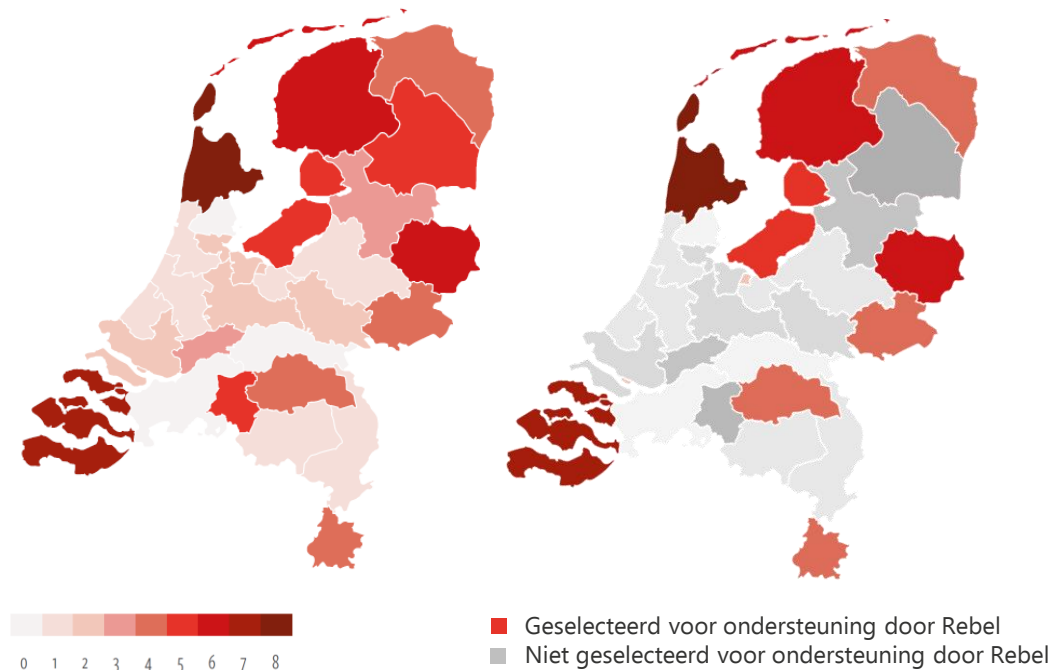 0 1 2 3 4 5 6 7 8
Geselecteerd voor ondersteuning door Rebel
Niet geselecteerd voor ondersteuning door Rebel